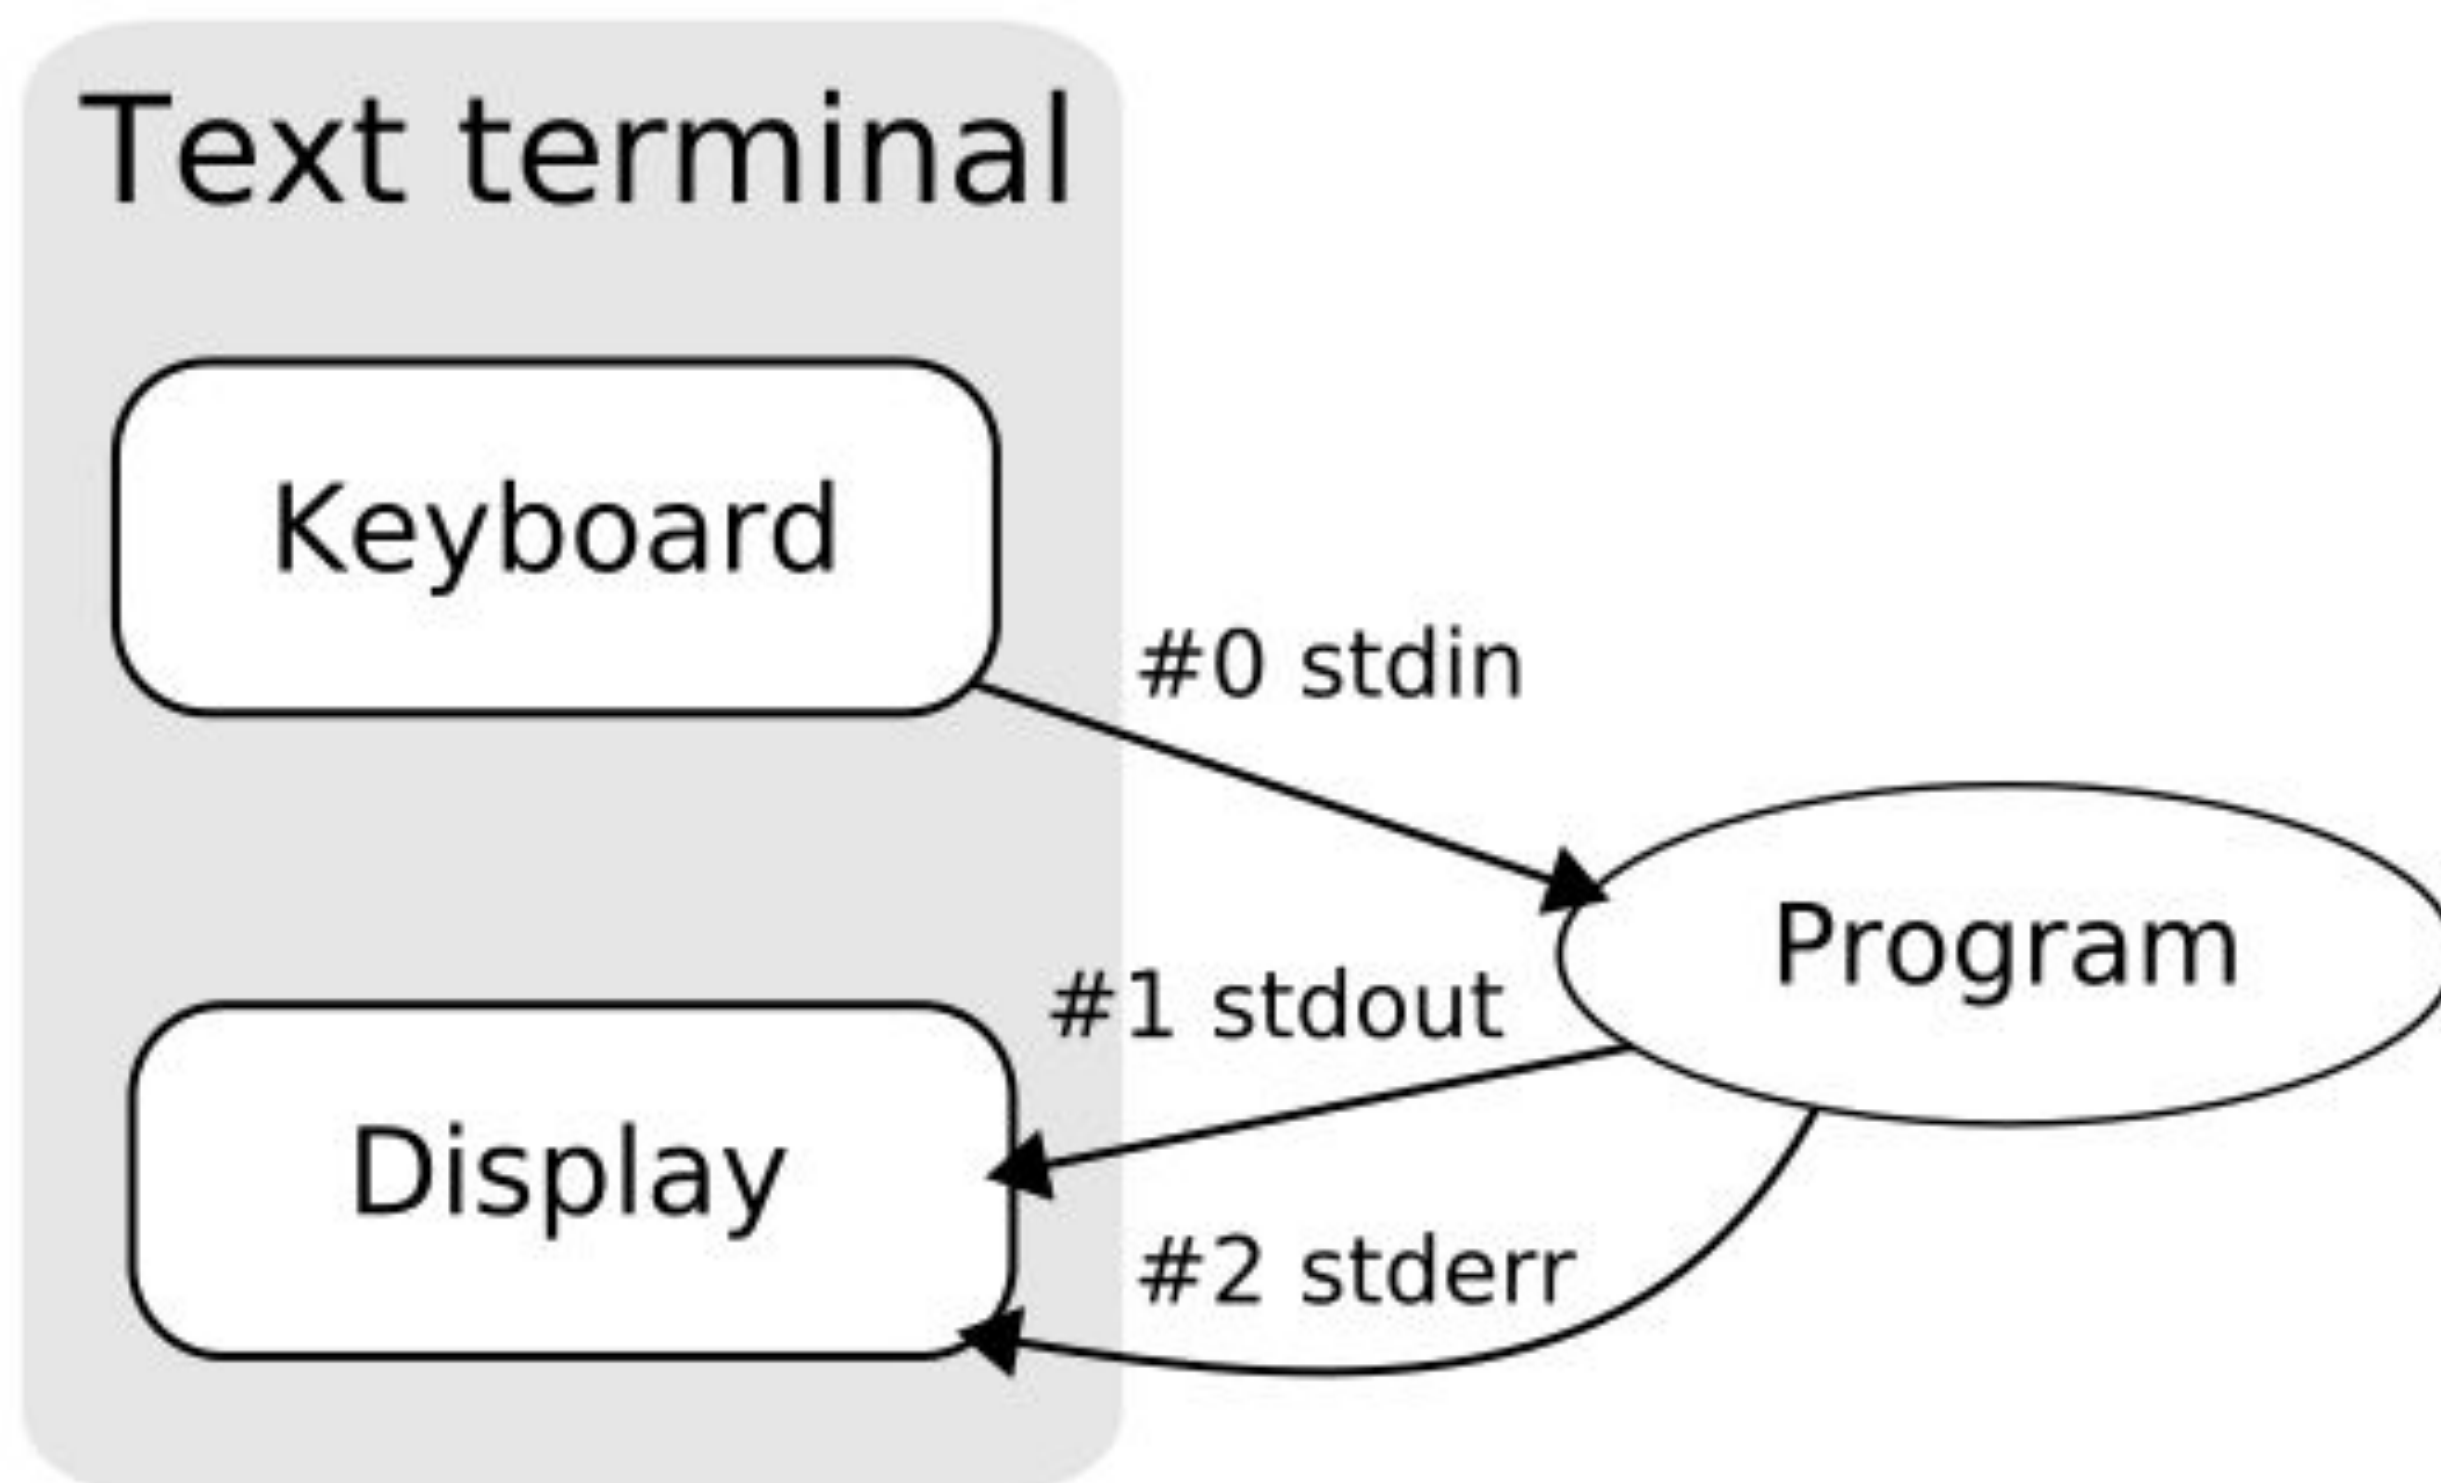 Text terminal
Keyboard
#0 stdin
Program
#1 stdout
Display
#2 stderr